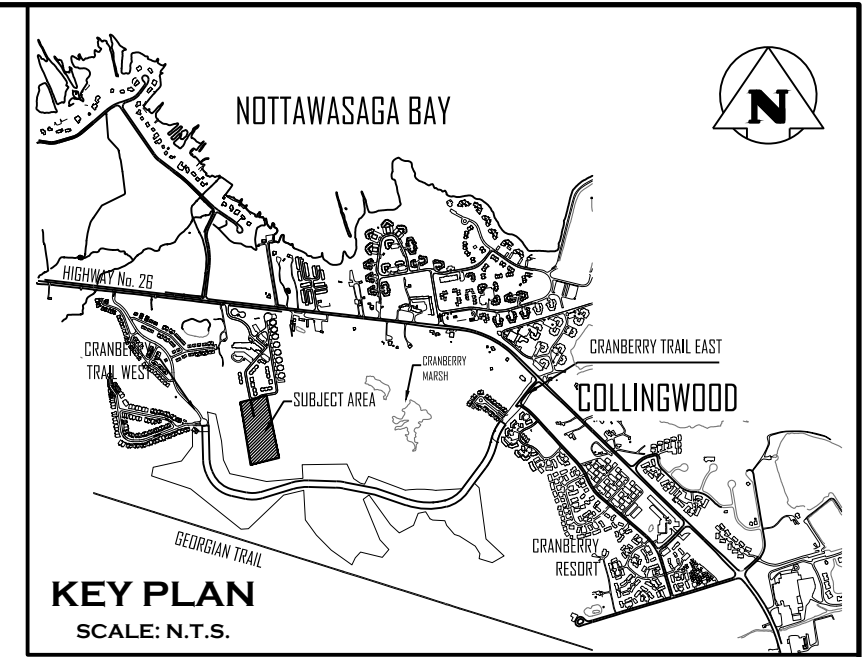 NOTTAWASAGA BAY
N
HIGHWAY No. 26
CRANBERRY
TRAIL WEST
CRANBERRY
MARSH
CRANBERRY TRAIL EAST
SUBJECT AREA
COLLINGWOOD
GEORGIAN TRAIL
CRANBERRY
RESORT
KEY PLAN
SCALE: N.T.S.